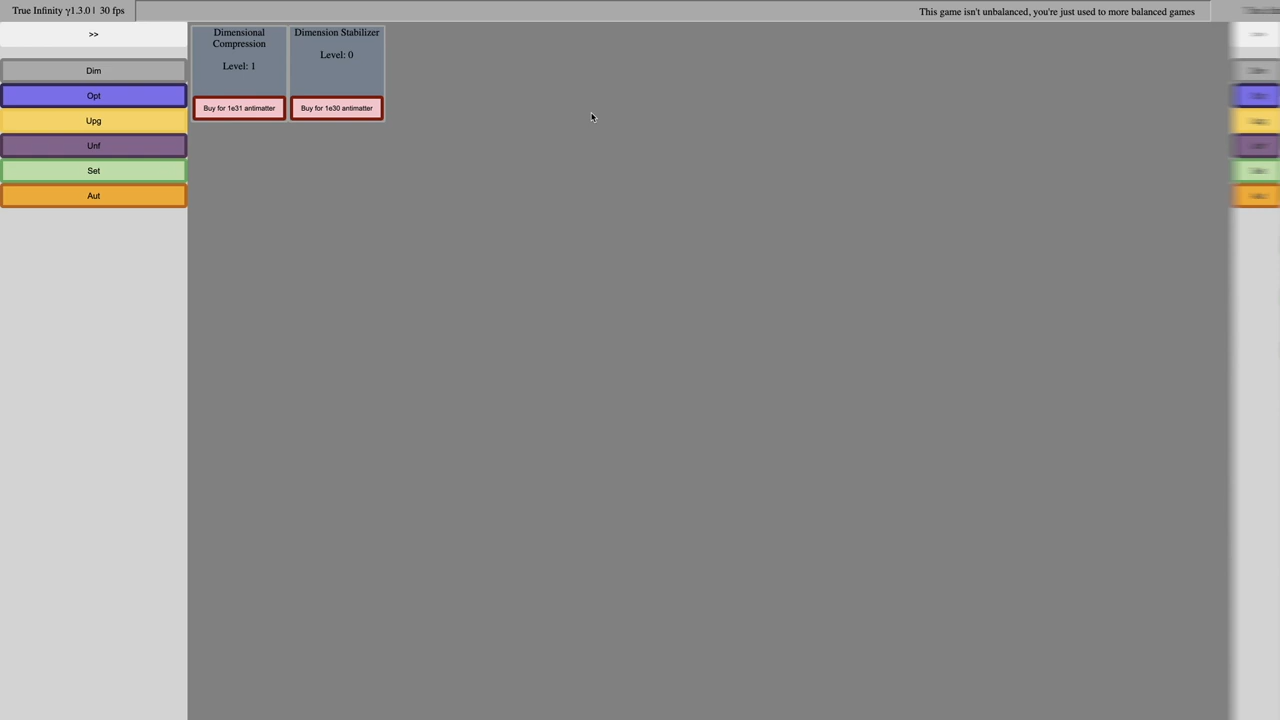 True Infinity γ1.3.0 | 30 fps
This game isn't unbalanced, you're just used to more balanced games
>>
Dim
Opt
Upg
Unf
Set
Aut
Dimensional
Compression
Level: 1
Buy for 1e31 antimatter
Dimension Stabilizer
Level: 0
Buy for 1e30 antimatter